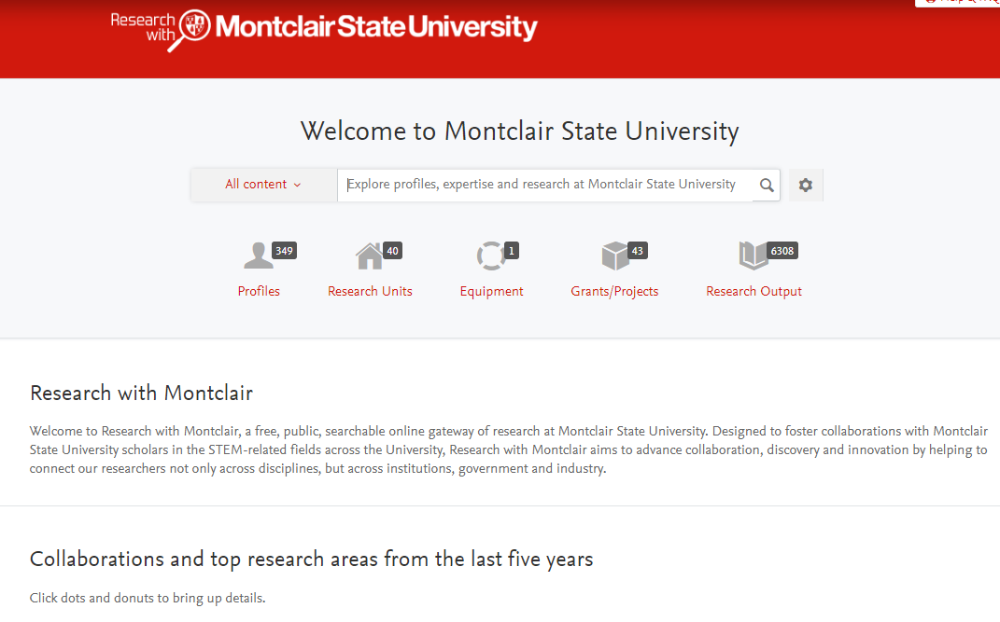 Help &
Research
with
Montclair State University
Welcome to Montclair State University
All content
Explore profiles, expertise and research at Montclair State University
349
40
1
43
6308
Profiles
Research Units
Equipment
Grants/Projects
Research Output
Research with Montclair
Welcome to Research with Montclair, a free, public, searchable online gateway of research at Montclair State University. Designed to foster collaborations with Montclair
State University scholars in the STEM-related fields across the University, Research with Montclair aims to advance collaboration, discovery and innovation by helping to
connect our researchers not only across disciplines, but across institutions, government and industry.
Collaborations and top research areas from the last five years
Click dots and donuts to bring up details.